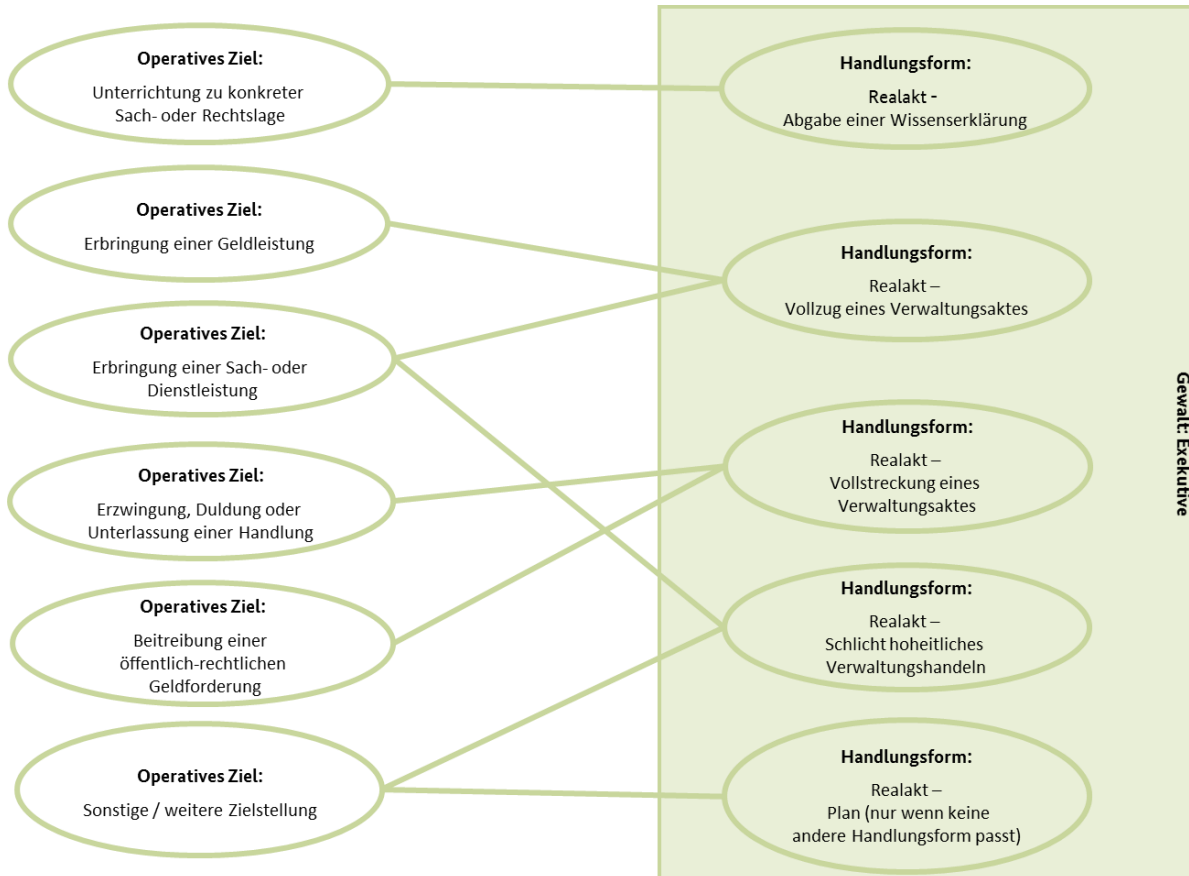 Operatives Ziel:
Unterrichtung zu konkreter
Sach- oder Rechtslage
Handlungsform:
Realakt -
Abgabe einer Wissenserklärung
Operatives Ziel:
Erbringung einer Geldleistung
Handlungsform:
Realakt –
Vollzug eines Verwaltungsaktes
Operatives Ziel:
Erbringung einer Sach- oder
Dienstleistung
Operatives Ziel:
Erzwingung, Duldung oder
Unterlassung einer Handlung
Handlungsform:
Realakt –
Vollstreckung eines
Verwaltungsaktes
Operatives Ziel:
Beitreibung einer
öffentlich-rechtlichen
Geldforderung
Handlungsform:
Realakt –
Schlicht hoheitliches
Verwaltungshandeln
Operatives Ziel:
Sonstige / weitere Zielstellung
Handlungsform:
Realakt –
Plan (nur wenn keine
andere Handlungsform passt)
Gewalt: Exekutive